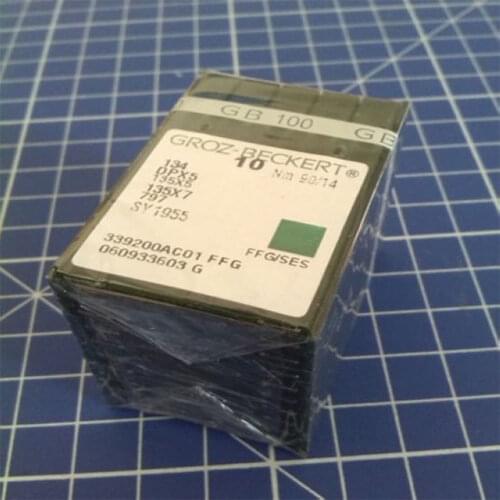 GB 100 GB
GROZ-BECKERT®
134 10 Nm 90/14
DPX5
135X5
135X7
797
SY1955
FFG/SES
339200AC01 FFG
060933603 G